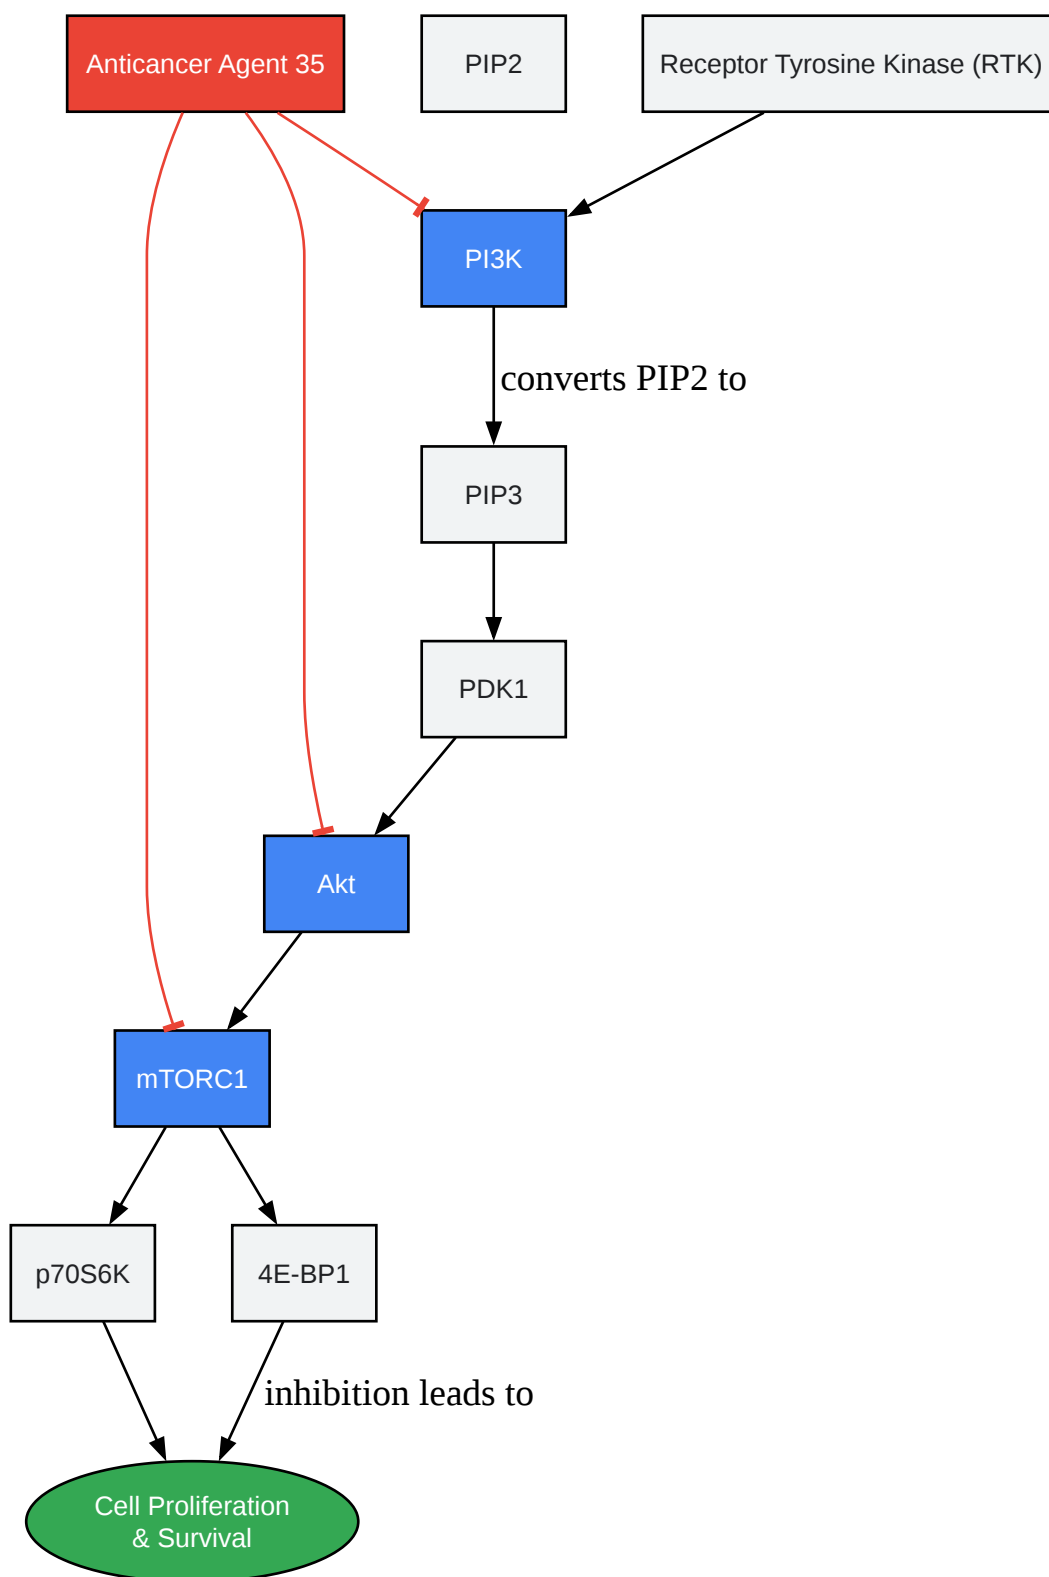 Anticancer Agent 35
PIP2
Receptor Tyrosine Kinase (RTK)
PI3K
converts PIP2 to
PIP3
PDK1
Akt
mTORC1
p70S6K
4E-BP1
inhibition leads to
Cell Proliferation
& Survival